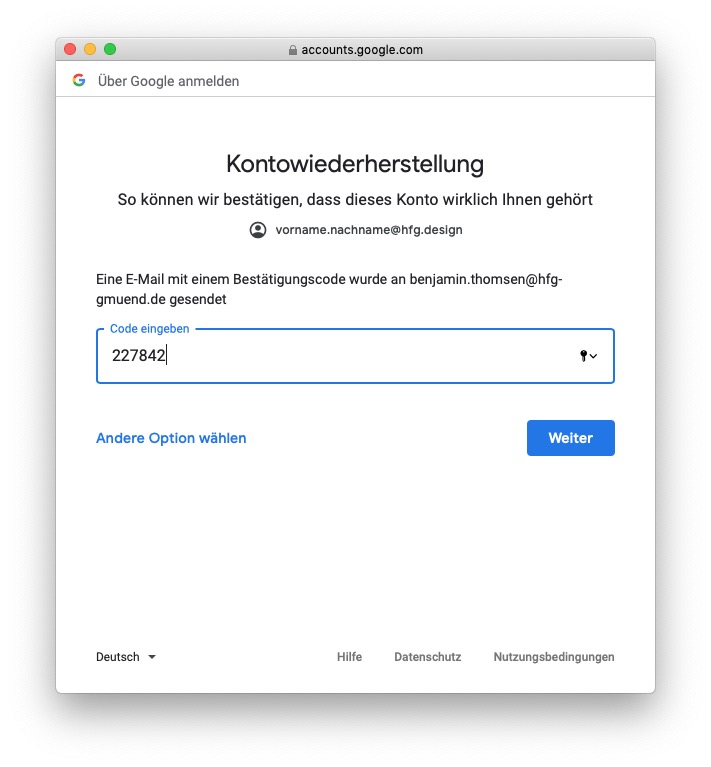 accounts.google.com
Über Google anmelden
Kontowiederherstellung
So können wir bestätigen, dass dieses Konto wirklich Ihnen gehört
vorname.nachname@hfg.design
Eine E-Mail mit einem Bestätigungscode wurde an benjamin.thomsen@hfg-
gmuend.de gesendet
Code eingeben
227842
Andere Option wählen
Weiter
Deutsch
Hilfe
Datenschutz
Nutzungsbedingungen